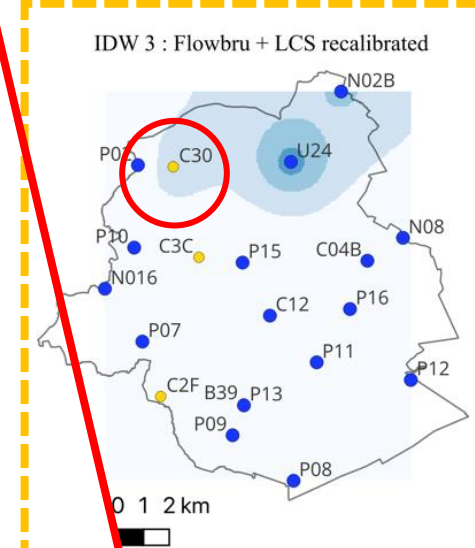 IDW 3 : Flowbru + LCS recalibrated
N02B
P02 C30 U24
P10 C3C P15 C04B N08
N016
C12 P16
P07
P11
P12
C2F B39 P13
P09
P08
0 1 2 km